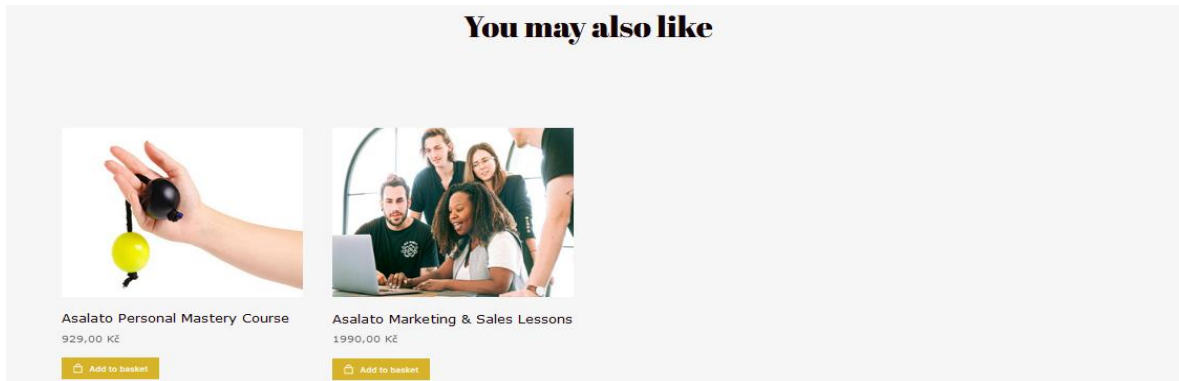 You may also like
Asalato Personal Mastery Course
929,00 Kč
Add to basket
Asalato Marketing & Sales Lessons
1990,00 Kč
Add to basket